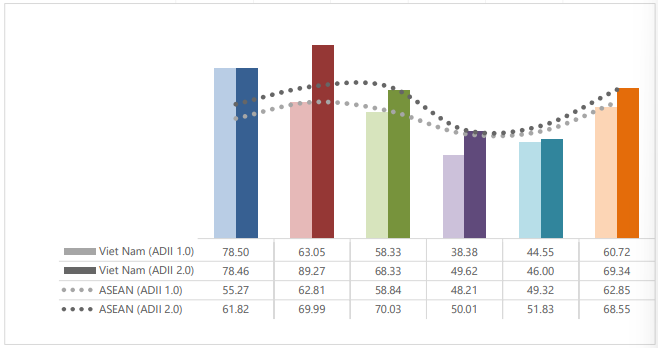 Viet Nam (ADII 1.0) 78.50 63.05 58.33 38.38 44.55 60.72
Viet Nam (ADII 2.0) 78.46 89.27 68.33 49.62 46.00 69.34
ASEAN (ADII 1.0) 55.27 62.81 58.84 48.21 49.32 62.85
ASEAN (ADII 2.0) 61.82 69.99 70.03 50.01 51.83 68.55